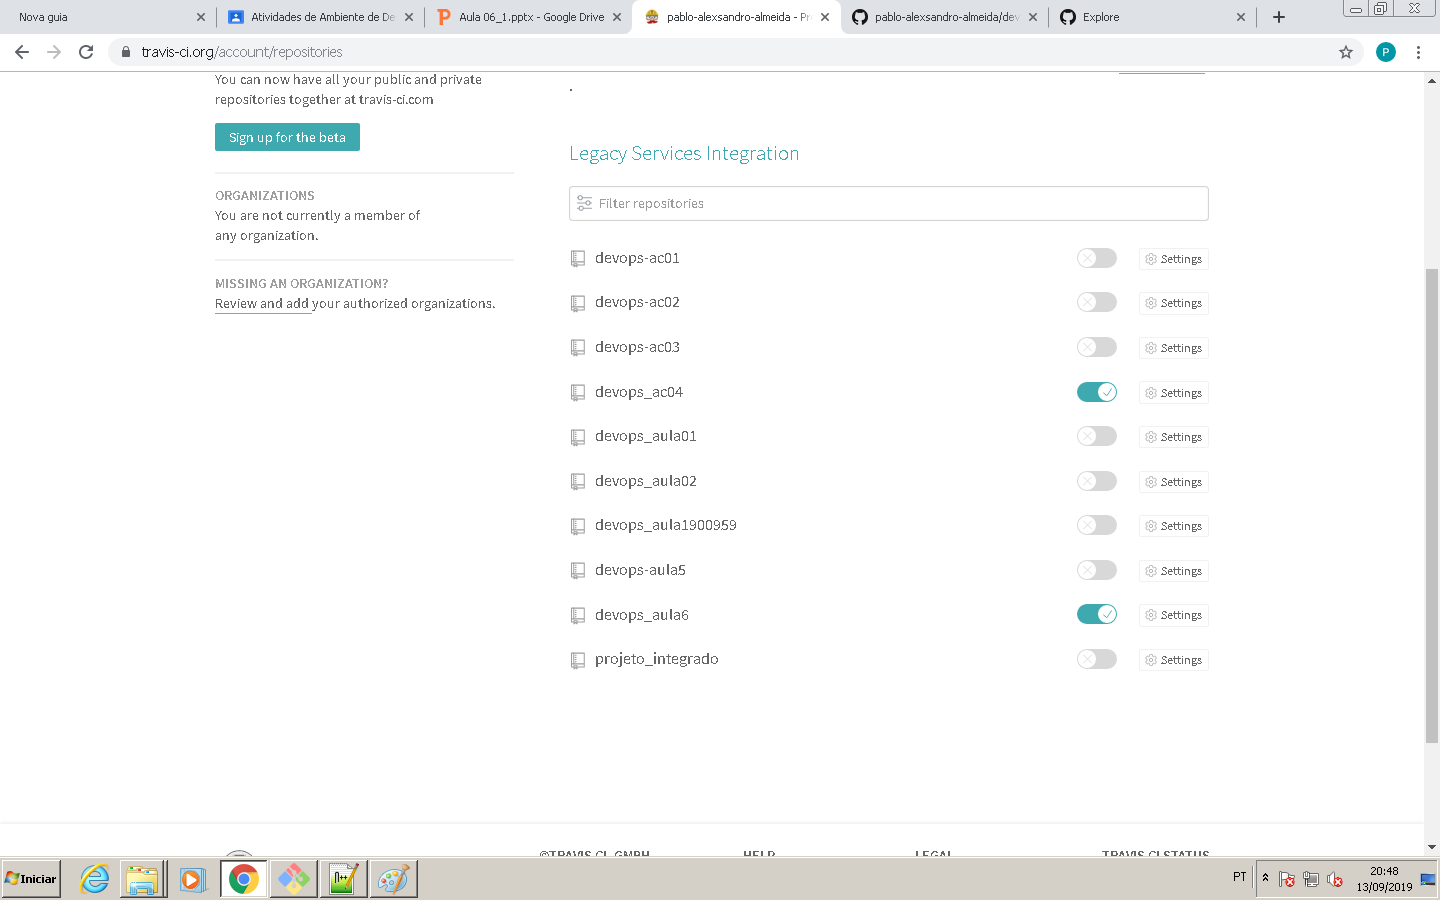 Nova guia
Atividades de Ambiente de De
Aula 06_1.pptx - Google Drive
pablo-alexsandro-almeida - Pr
pablo-alexsandro-almeida/dev
Explore
travis-ci.org/account/repositories
P
You can now have all your public and private
repositories together at travis-ci.com
Sign up for the beta
ORGANIZATIONS
You are not currently a member of
any organization.
MISSING AN ORGANIZATION?
Review and add your authorized organizations.
.
Legacy Services Integration
Filter repositories
devops-ac01 Settings
devops-ac02 Settings
devops-ac03 Settings
devops_ac04 Settings
devops_aula01 Settings
devops_aula02 Settings
devops_aula1900959 Settings
devops-aula5 Settings
devops_aula6 Settings
projeto_integrado Settings
©TRAVIS CI, GMBH
HELP
LEGAL
TRAVIS CI STATUS
Iniciar
PT
20:48
13/09/2019